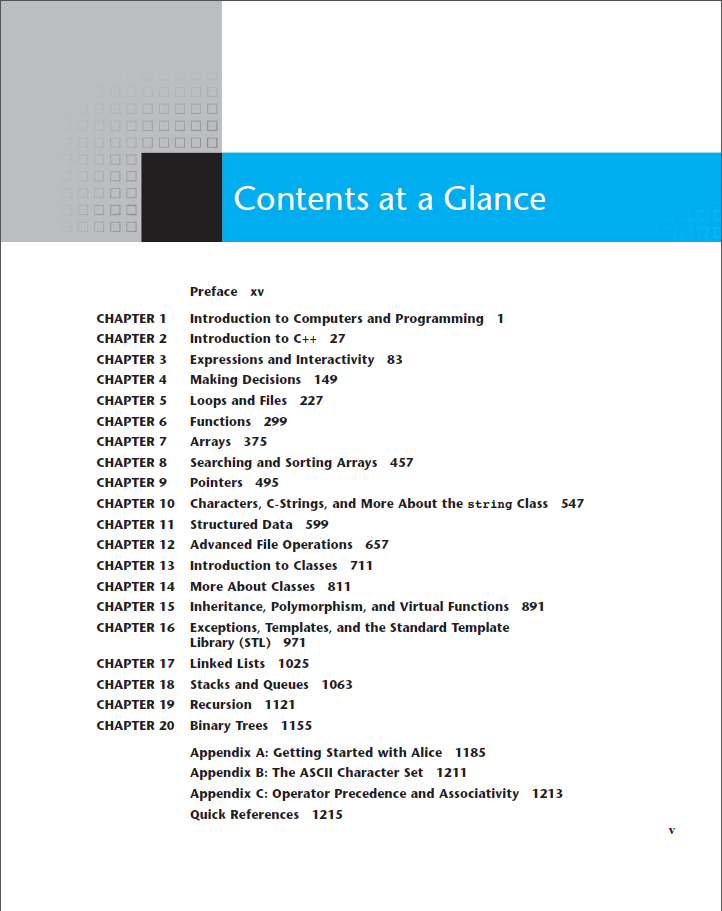 Contents at a Glance
Preface xv
CHAPTER 1 Introduction to Computers and Programming 1
CHAPTER 2 Introduction to C++ 27
CHAPTER 3 Expressions and Interactivity 83
CHAPTER 4 Making Decisions 149
CHAPTER 5 Loops and Files 227
CHAPTER 6 Functions 299
CHAPTER 7 Arrays 375
CHAPTER 8 Searching and Sorting Arrays 457
CHAPTER 9 Pointers 495
CHAPTER 10 Characters, C-Strings, and More About the string Class 547
CHAPTER 11 Structured Data 599
CHAPTER 12 Advanced File Operations 657
CHAPTER 13 Introduction to Classes 711
CHAPTER 14 More About Classes 811
CHAPTER 15 Inheritance, Polymorphism, and Virtual Functions 891
CHAPTER 16 Exceptions, Templates, and the Standard Template
Library (STL) 971
CHAPTER 17 Linked Lists 1025
CHAPTER 18 Stacks and Queues 1063
CHAPTER 19 Recursion 1121
CHAPTER 20 Binary Trees 1155
Appendix A: Getting Started with Alice 1185
Appendix B: The ASCII Character Set 1211
Appendix C: Operator Precedence and Associativity 1213
Quick References 1215
v